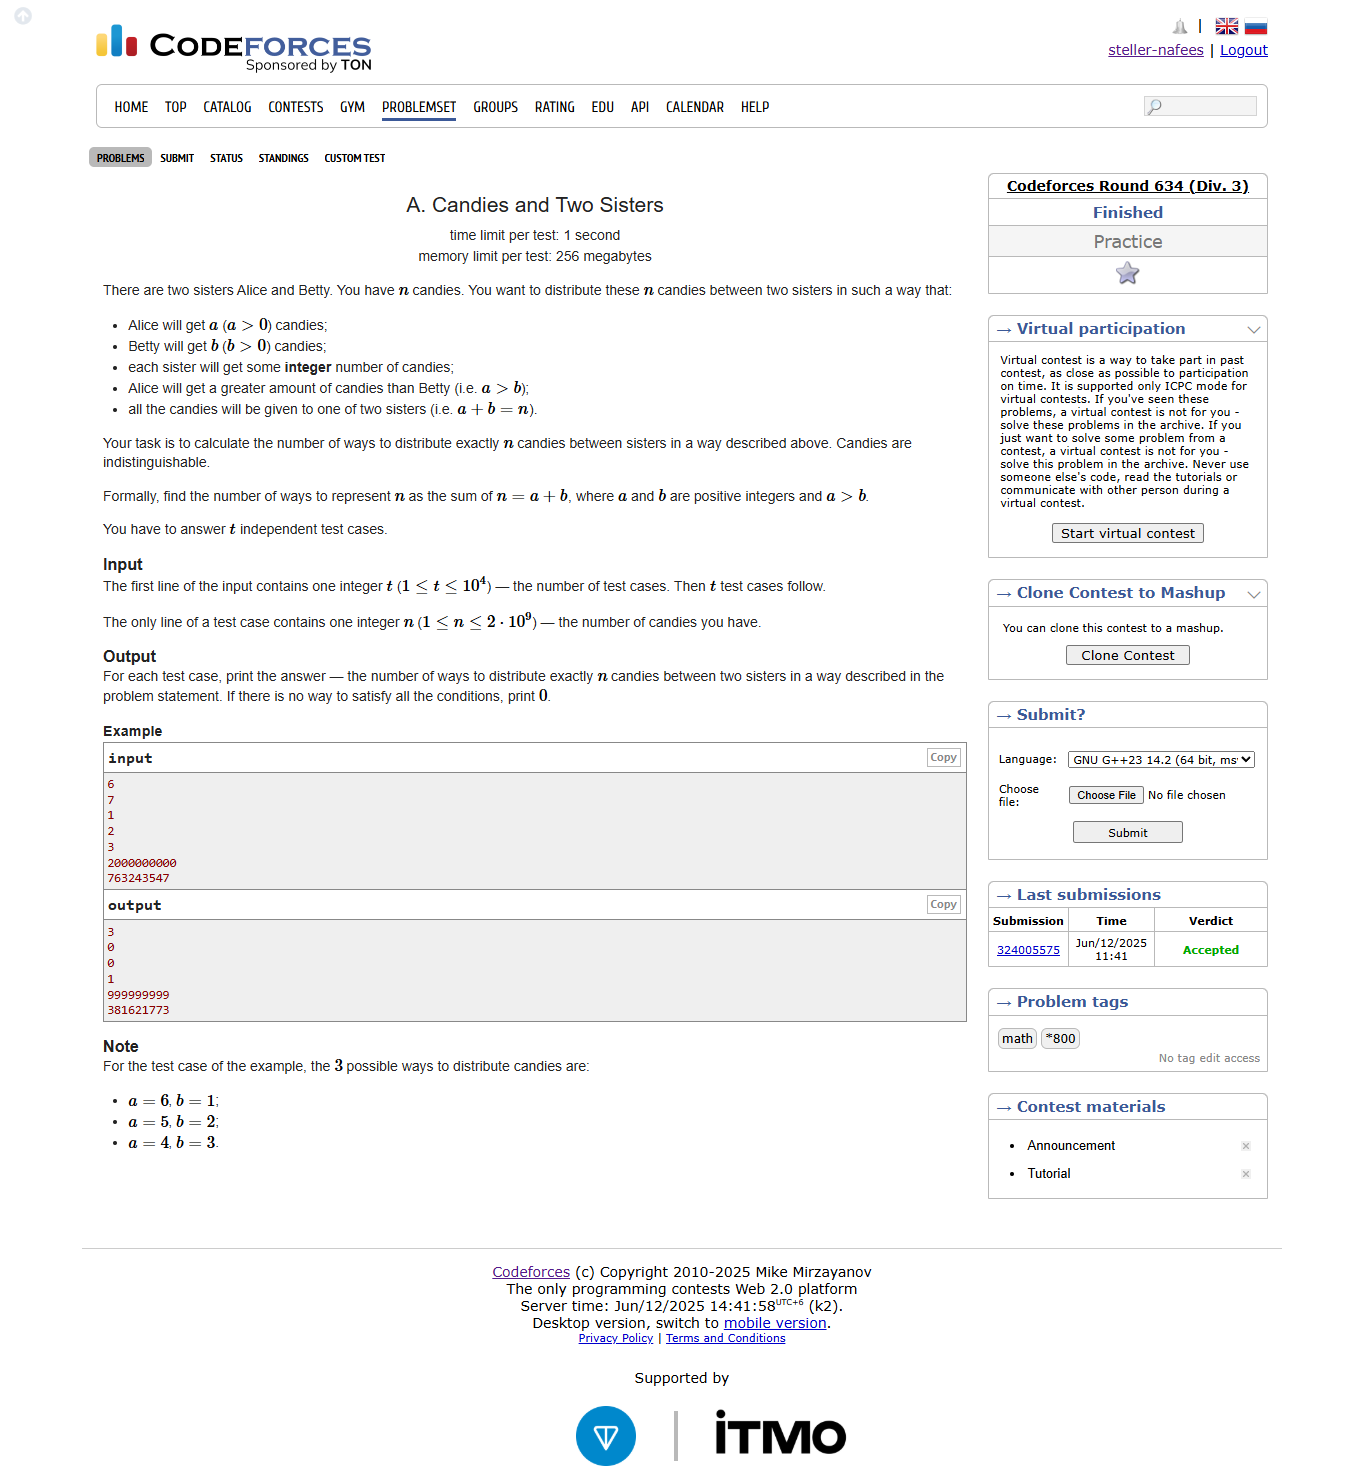 CODEFORCES
Sponsored by TON
|
steller-nafees | Logout
HOME TOP CATALOG CONTESTS GYM PROBLEMSET GROUPS RATING EDU API CALENDAR HELP
PROBLEMS SUBMIT STATUS STANDINGS CUSTOM TEST
A. Candies and Two Sisters
time limit per test: 1 second
memory limit per test: 256 megabytes
There are two sisters Alice and Betty. You have n candies. You want to distribute these n candies between two sisters in such a way that:
• Alice will get a (a > 0) candies;
• Betty will get b (b > 0) candies;
• each sister will get some integer number of candies;
• Alice will get a greater amount of candies than Betty (i.e. a > b);
• all the candies will be given to one of two sisters (i.e. a + b = n).
Your task is to calculate the number of ways to distribute exactly n candies between sisters in a way described above. Candies are
indistinguishable.
Formally, find the number of ways to represent n as the sum of n = a + b, where a and b are positive integers and a > b.
You have to answer t independent test cases.
Input
The first line of the input contains one integer t (1 ≤ t ≤ 10⁴) — the number of test cases. Then t test cases follow.
The only line of a test case contains one integer n (1 ≤ n ≤ 2 · 10⁹) — the number of candies you have.
Output
For each test case, print the answer — the number of ways to distribute exactly n candies between two sisters in a way described in the
problem statement. If there is no way to satisfy all the conditions, print 0.
Example
input
Copy
6
7
1
2
3
2000000000
763243547
output
Copy
3
0
0
1
999999999
381621773
Note
For the test case of the example, the 3 possible ways to distribute candies are:
• a = 6, b = 1;
• a = 5, b = 2;
• a = 4, b = 3.
Codeforces Round 634 (Div. 3)
Finished
Practice
→ Virtual participation
Virtual contest is a way to take part in past
contest, as close as possible to participation
on time. It is supported only ICPC mode for
virtual contests. If you've seen these
problems, a virtual contest is not for you -
solve these problems in the archive. If you
just want to solve some problem from a
contest, a virtual contest is not for you -
solve this problem in the archive. Never use
someone else's code, read the tutorials or
communicate with other person during a
virtual contest.
Start virtual contest
→ Clone Contest to Mashup
You can clone this contest to a mashup.
Clone Contest
→ Submit?
Language: GNU G++23 14.2 (64 bit, ms
Choose
file:
Choose File No file chosen
Submit
→ Last submissions
Submission Time Verdict
324005575 Jun/12/2025
11:41 Accepted
→ Problem tags
math *800
No tag edit access
→ Contest materials
• Announcement
• Tutorial
Codeforces (c) Copyright 2010-2025 Mike Mirzayanov
The only programming contests Web 2.0 platform
Server time: Jun/12/2025 14:41:58 UTC+6 (k2).
Desktop version, switch to mobile version.
Privacy Policy | Terms and Conditions
Supported by
iTMO